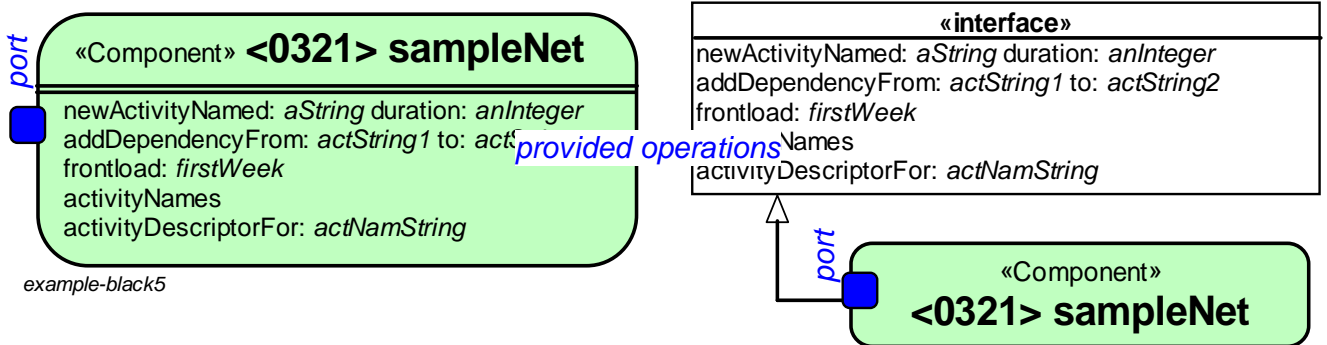 port
«Component» <0321> sampleNet
newActivityNamed: aString duration: anInteger
addDependencyFrom: actString1 to:
frontload: firstWeek
activityNames
activityDescriptorFor: actNamString
example-black5
provided operations
«interface»
newActivityNamed: aString duration: anInteger
addDependencyFrom: actString1 to: actString2
frontload: firstWeek
Names
activityDescriptorFor: actNamString
port
«Component»
<0321> sampleNet